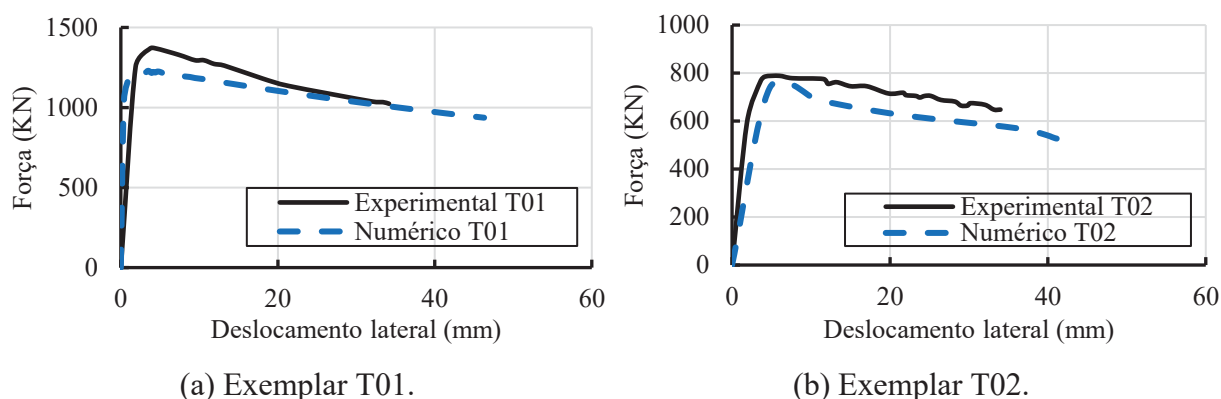 1500
1000
500
0
Força (KN)
Experimental T01
Numérico T01
0 20 40 60
Deslocamento lateral (mm)
(a) Exemplar T01.
1000
800
600
400
200
0
Força (KN)
Experimental T02
Numérico T02
0 20 40 60
Deslocamento lateral (mm)
(b) Exemplar T02.